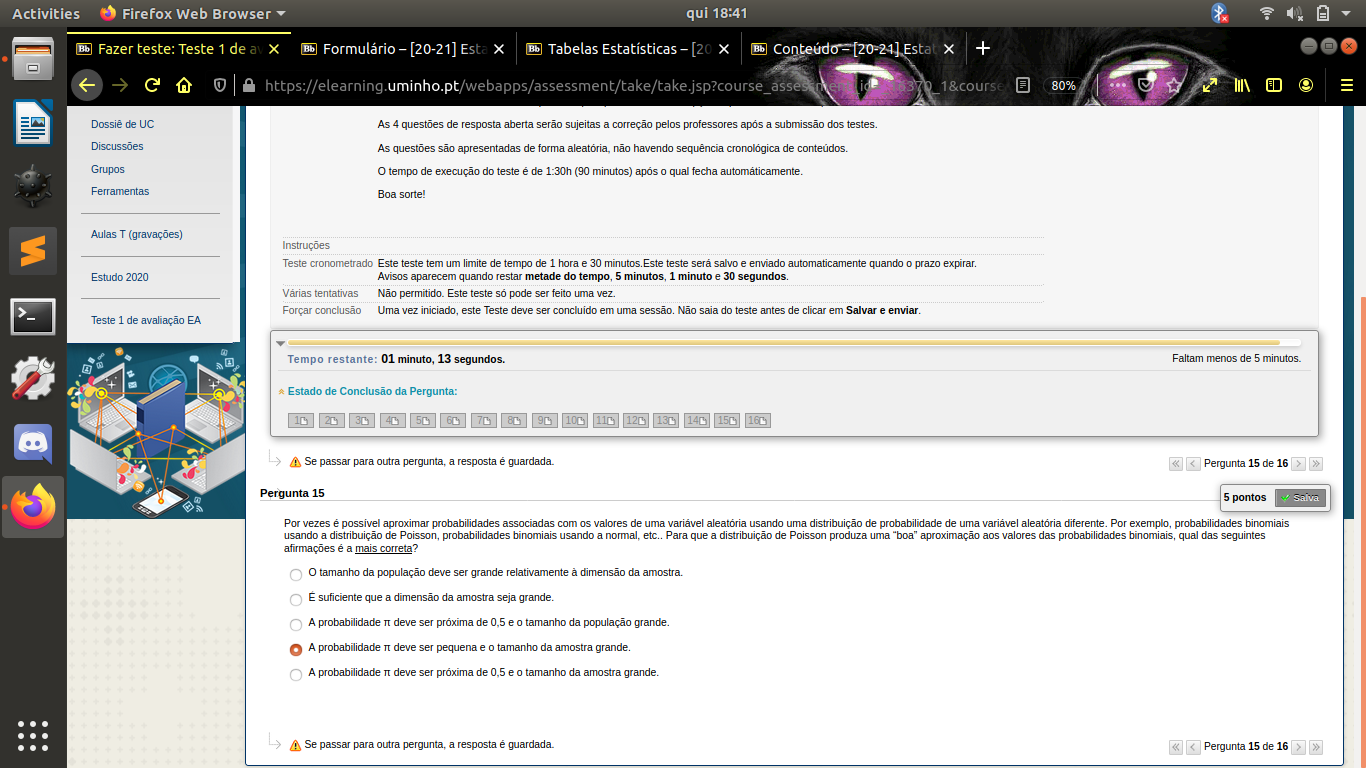 Activities
Firefox Web Browser
qui 18:41
Fazer teste: Teste 1 de av
Formulário – [20-21] Esta
Tabelas Estatísticas – [20
Conteúdo – [20-21] Esta
https://elearning.uminho.pt/webapps/assessment/take/take.jsp?course_assessment_id=
80%
Dossiê de UC
Discussões
Grupos
Ferramentas
Aulas T (gravações)
Estudo 2020
Teste 1 de avaliação EA
As 4 questões de resposta aberta serão sujeitas a correção pelos professores após a submissão dos testes.
As questões são apresentadas de forma aleatória, não havendo sequência cronológica de conteúdos.
O tempo de execução do teste é de 1:30h (90 minutos) após o qual fecha automáticamente.
Boa sorte!
Instruções
Teste cronometrado Este teste tem um limite de tempo de 1 hora e 30 minutos.Este teste será salvo e enviado automaticamente quando o prazo expirar.
Avisos aparecem quando restar metade do tempo, 5 minutos, 1 minuto e 30 segundos.
Várias tentativas Não permitido. Este teste só pode ser feito uma vez.
Forçar conclusão Uma vez iniciado, este Teste deve ser concluído em uma sessão. Não saia do teste antes de clicar em Salvar e enviar.
Tempo restante: 01 minuto, 13 segundos.
Faltam menos de 5 minutos.
Estado de Conclusão da Pergunta:
1 2 3 4 5 6 7 8 9 10 11 12 13 14 15 16
Se passar para outra pergunta, a resposta é guardada.
Pergunta 15 de 16
Pergunta 15
5 pontos
Salva
Por vezes é possível aproximar probabilidades associadas com os valores de uma variável aleatória usando uma distribuição de probabilidade de uma variável aleatória diferente. Por exemplo, probabilidades binomiais
usando a distribuição de Poisson, probabilidades binomiais usando a normal, etc.. Para que a distribuição de Poisson produza uma “boa” aproximação aos valores das probabilidades binomiais, qual das seguintes
afirmações é a mais correta?
O tamanho da população deve ser grande relativamente à dimensão da amostra.
É suficiente que a dimensão da amostra seja grande.
A probabilidade π deve ser próxima de 0,5 e o tamanho da população grande.
A probabilidade π deve ser pequena e o tamanho da amostra grande.
A probabilidade π deve ser próxima de 0,5 e o tamanho da amostra grande.
Se passar para outra pergunta, a resposta é guardada.
Pergunta 15 de 16